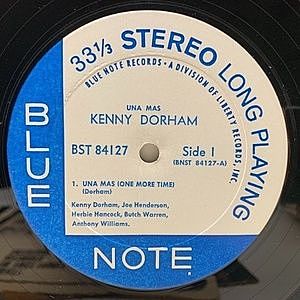 33⅓ STEREO LONG PLAYING
BLUE NOTE RECORDS • A DIVISION OF LIBERTY RECORDS, INC.
UNA MAS
KENNY DORHAM
BST 84127
Side 1
(BNST 84127-A)
1. UNA MAS (ONE MORE TIME)
(Dorham)
Kenny Dorham, Joe Henderson,
Herbie Hancock, Butch Warren,
Anthony Williams.
BLUE
NOTE